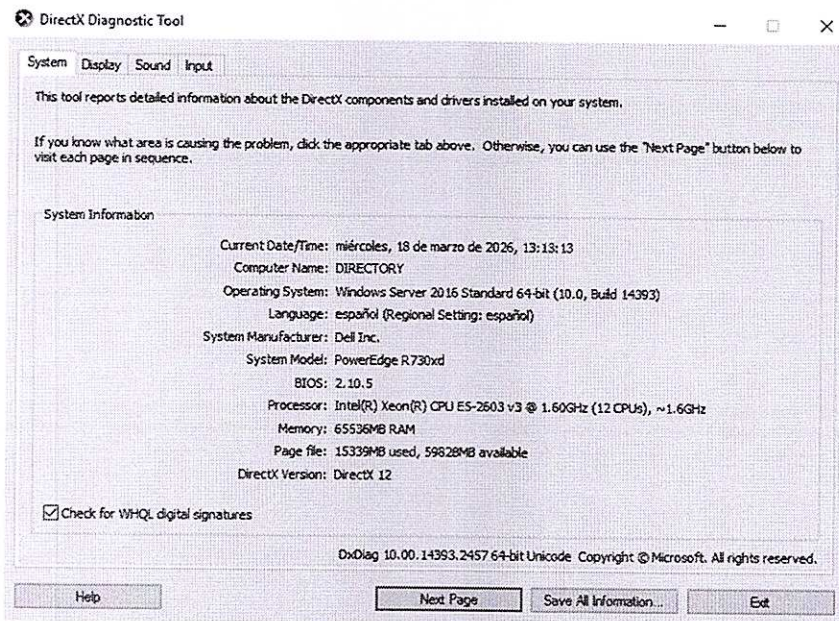 DirectX Diagnostic Tool
System Display Sound Input
This tool reports detailed information about the DirectX components and drivers installed on your system.
If you know what area is causing the problem, click the appropriate tab above. Otherwise, you can use the "Next Page" button below to
visit each page in sequence.
System Information
Current Date/Time: miércoles, 18 de marzo de 2026, 13:13:13
Computer Name: DIRECTORY
Operating System: Windows Server 2016 Standard 64-bit (10.0, Build 14393)
Language: español (Regional Setting: español)
System Manufacturer: Dell Inc.
System Model: PowerEdge R730xd
BIOS: 2.10.5
Processor: Intel(R) Xeon(R) CPU E5-2603 v3 @ 1.60GHz (12 CPUs), ~1.6GHz
Memory: 65536MB RAM
Page file: 15339MB used, 59828MB available
DirectX Version: DirectX 12
Check for WHQL digital signatures
DxDiag 10.00.14393.2457 64-bit Unicode Copyright © Microsoft. All rights reserved.
Help Next Page Save All Information... Exit